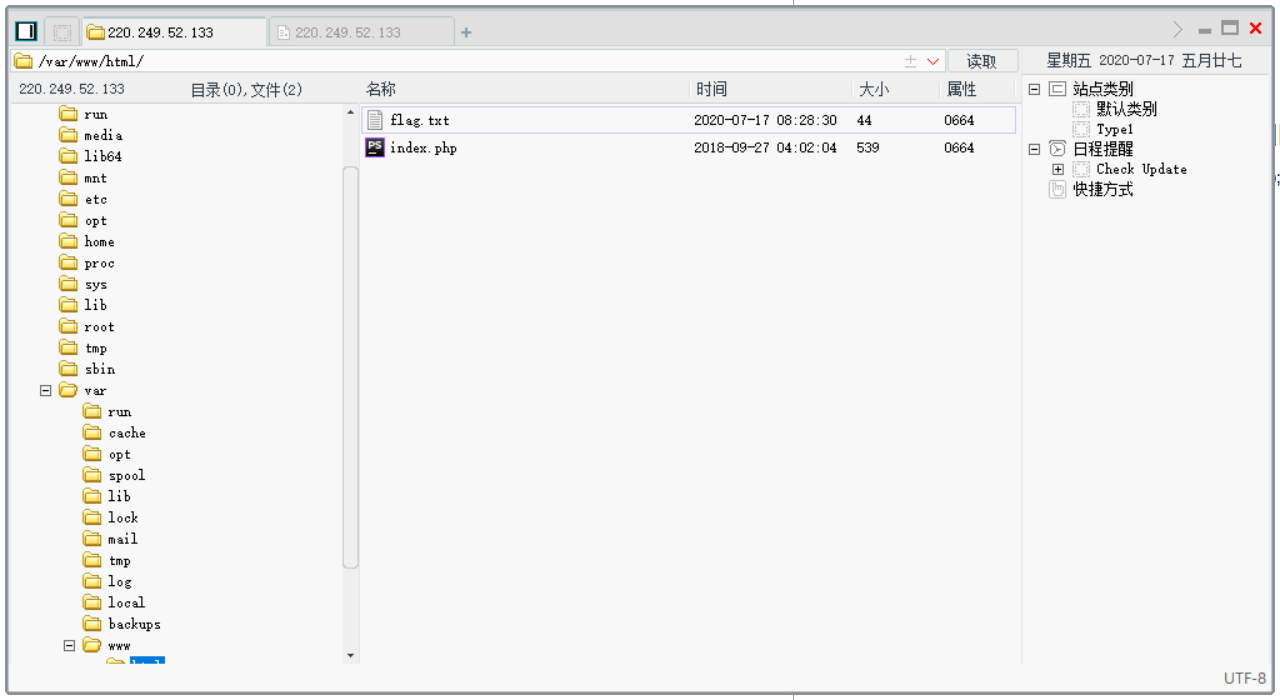 220.249.52.133
220.249.52.133
+
/var/www/html/
读取
星期五 2020-07-17 五月廿七
220.249.52.133 目录(0),文件(2)
名称 时间 大小 属性
flag.txt 2020-07-17 08:28:30 44 0664
index.php 2018-09-27 04:02:04 539 0664
run
media
lib64
mnt
etc
opt
home
proc
sys
lib
root
tmp
sbin
var
run
cache
opt
spool
lib
lock
mail
tmp
log
local
backups
www
站点类别
默认类别
Type1
日程提醒
Check Update
快捷方式
PS
UTF-8